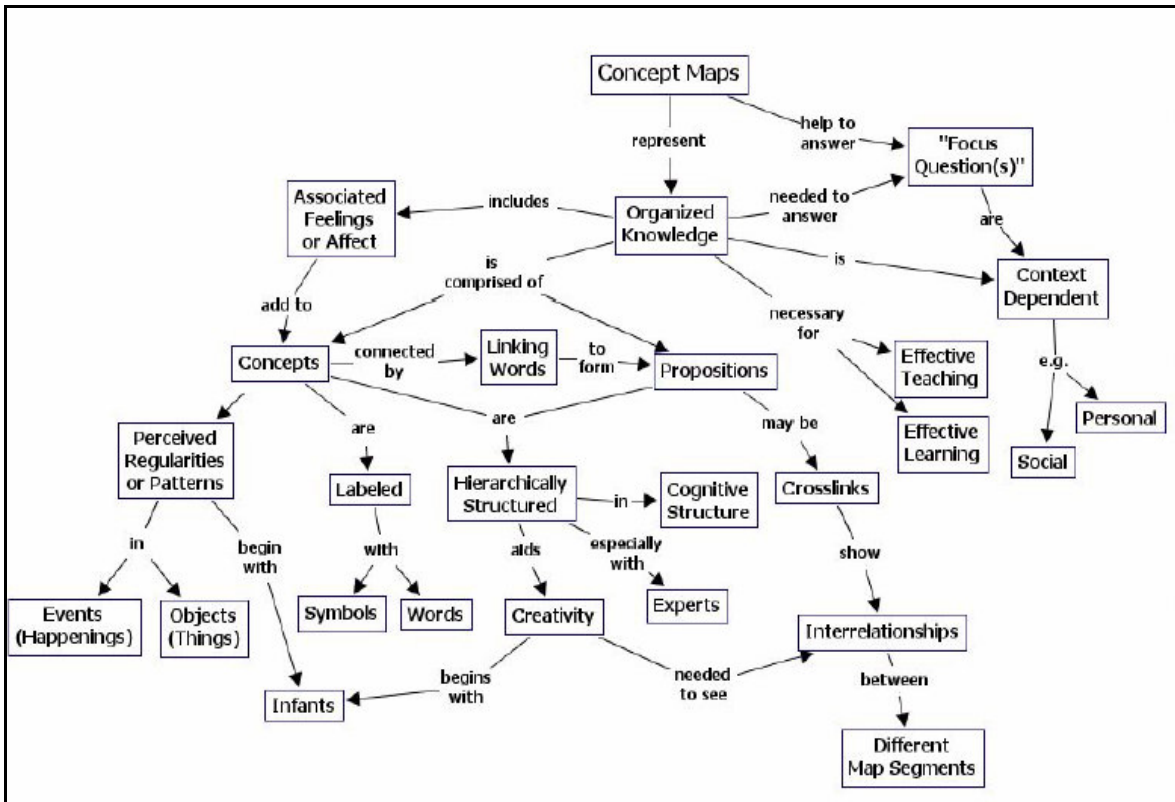 Concept Maps
help to
answer
represent
"Focus
Question(s)"
Associated
Feelings
or Affect
includes
Organized
Knowledge
needed to
answer
are
is
comprised of
is
Context
Dependent
add to
necessary
for
Concepts
connected
by
Linking
Words
to
form
Propositions
Effective
Teaching
e.g.
Personal
Perceived
Regularities
or Patterns
are
are
may be
Effective
Learning
Social
Labeled
Hierarchically
Structured
in
Cognitive
Structure
Crosslinks
in
begin
with
with
aids
especially
with
show
Events
(Happenings)
Objects
(Things)
Symbols
Words
Creativity
Experts
Interrelationships
Infants
begins
with
needed
to see
between
Different
Map Segments